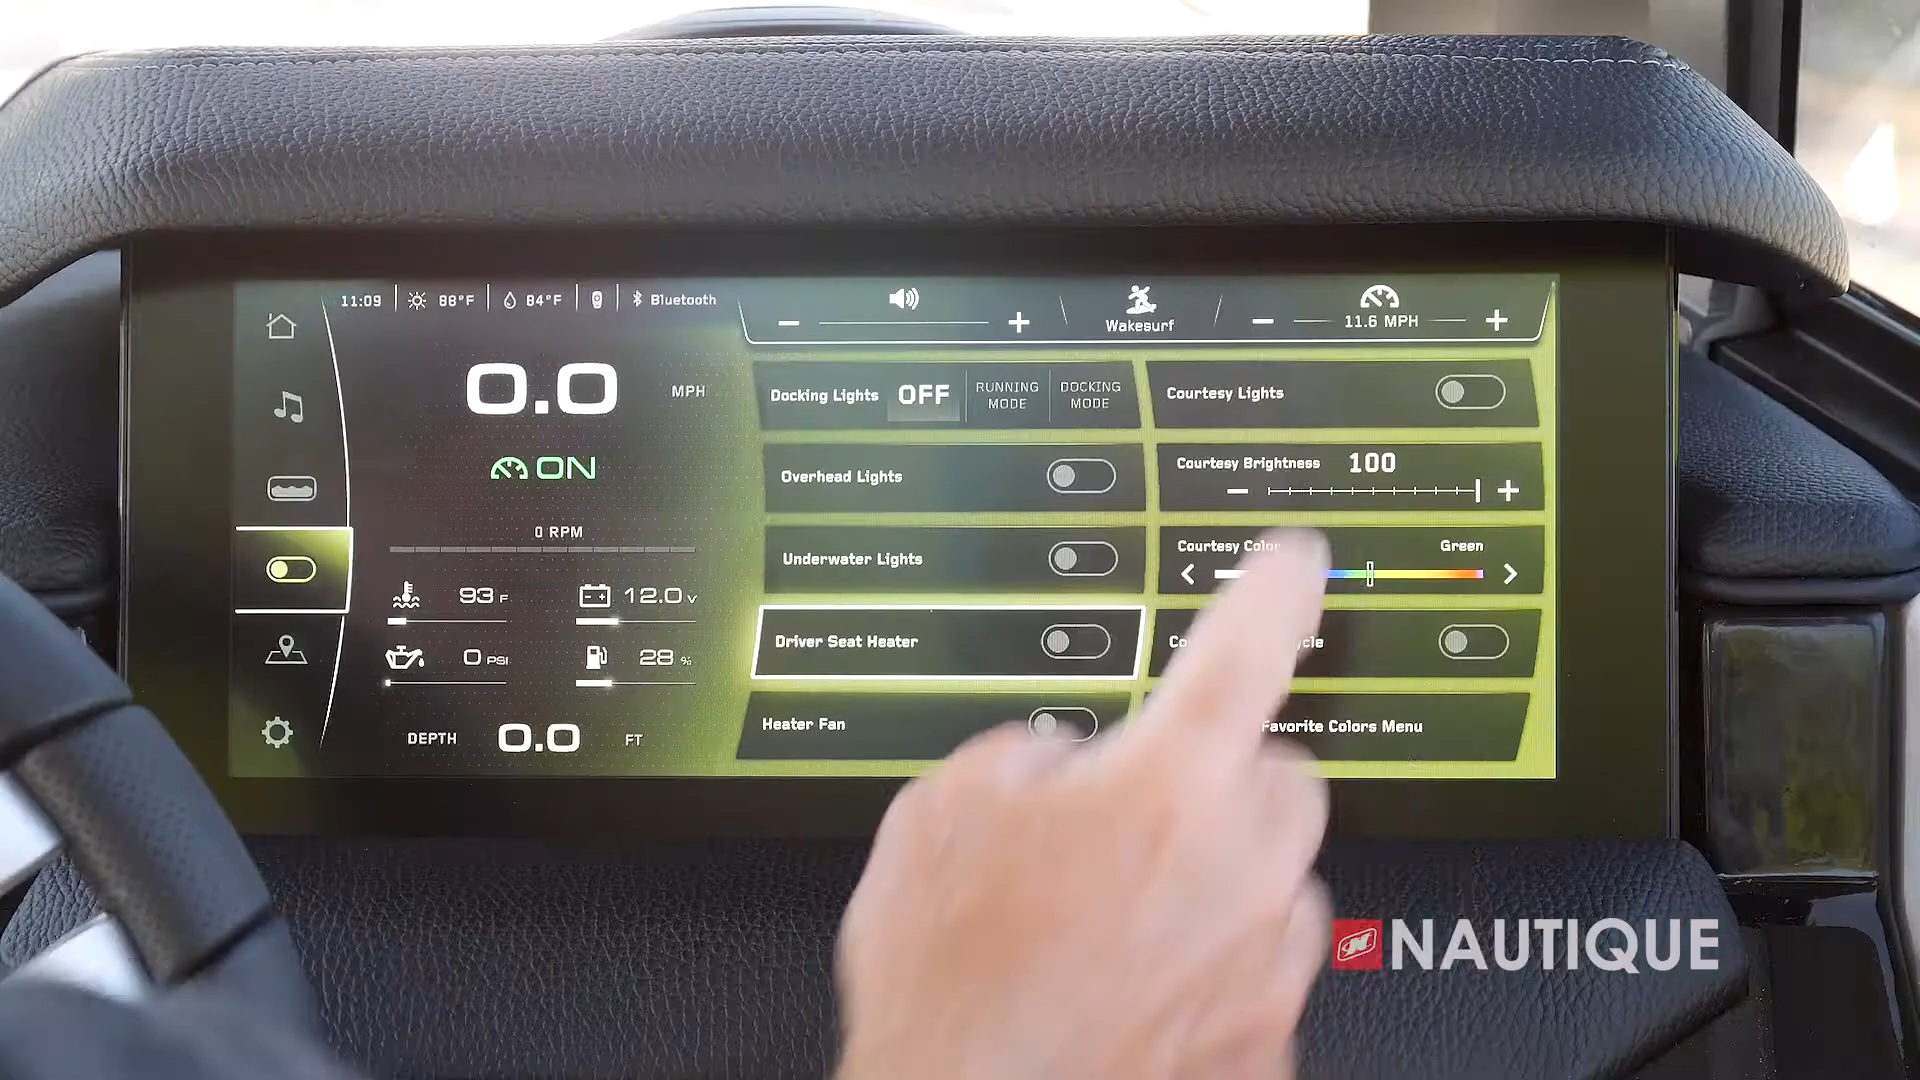 11:09 88°F 84°F Bluetooth
Wakesurf
11.6 MPH
0.0 MPH
ON
0 RPM
93 F 12.0 V
0 PSI 28 %
DEPTH 0.0 FT
Docking Lights OFF RUNNING MODE DOCKING MODE
Overhead Lights
Underwater Lights
Driver Seat Heater
Heater Fan
Courtesy Lights
Courtesy Brightness 100
Courtesy Green
Favorite Colors Menu
NAUTIQUE